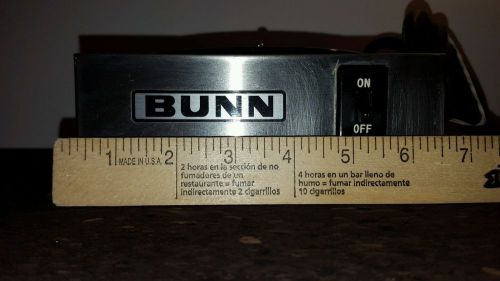 BUNN
ON
OFF
1 2 3 4 5 6 7
MADE IN U.S.A.
2 horas en la sección de no
fumadores de un
restaurante = fumar
indirectamente 2 cigarrillos
4 horas en un bar lleno de
humo = fumar indirectamente
10 cigarrillos